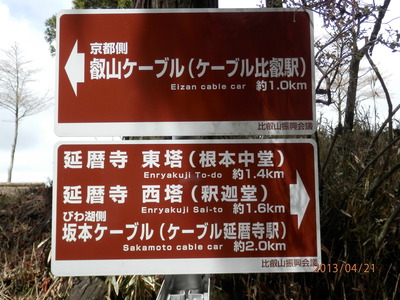 京都側
叡山ケーブル（ケーブル比叡駅）
Eizan cable car 約1.0km
比叡山振興会議
延暦寺 東塔（根本中堂）
Enryakuji To-do 約1.4km
延暦寺 西塔（釈迦堂）
Enryakuji Sai-to 約1.6km
びわ湖側
坂本ケーブル（ケーブル延暦寺駅）
Sakamoto cable car 約2.0km
比叡山振興会議
2013/04/21